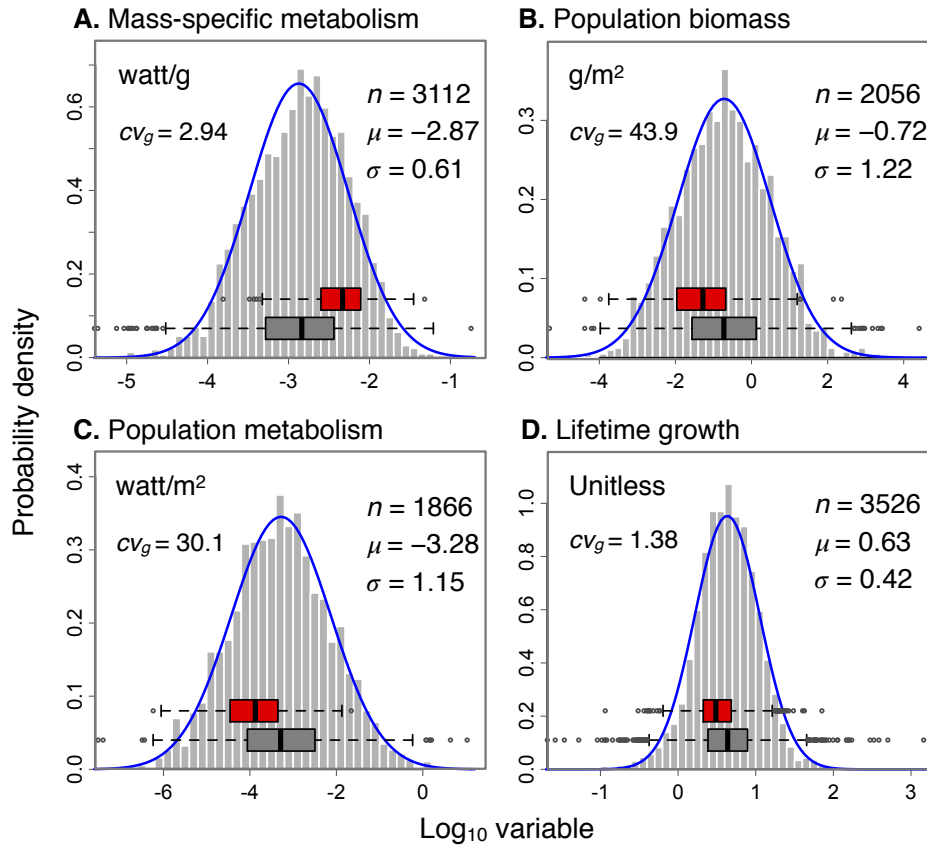 A. Mass-specific metabolism
watt/g
cv_g = 2.94
n = 3112
μ = −2.87
σ = 0.61
0.0
0.2
0.4
0.6
-5
-4
-3
-2
-1
B. Population biomass
g/m²
cv_g = 43.9
n = 2056
μ = −0.72
σ = 1.22
0.0
0.1
0.2
0.3
-4
-2
0
2
4
Probability density
C. Population metabolism
watt/m²
cv_g = 30.1
n = 1866
μ = −3.28
σ = 1.15
0.0
0.1
0.2
0.3
0.4
-6
-4
-2
0
D. Lifetime growth
Unitless
cv_g = 1.38
n = 3526
μ = 0.63
σ = 0.42
0.0
0.2
0.4
0.6
0.8
1.0
-1
0
1
2
3
Log₁₀ variable